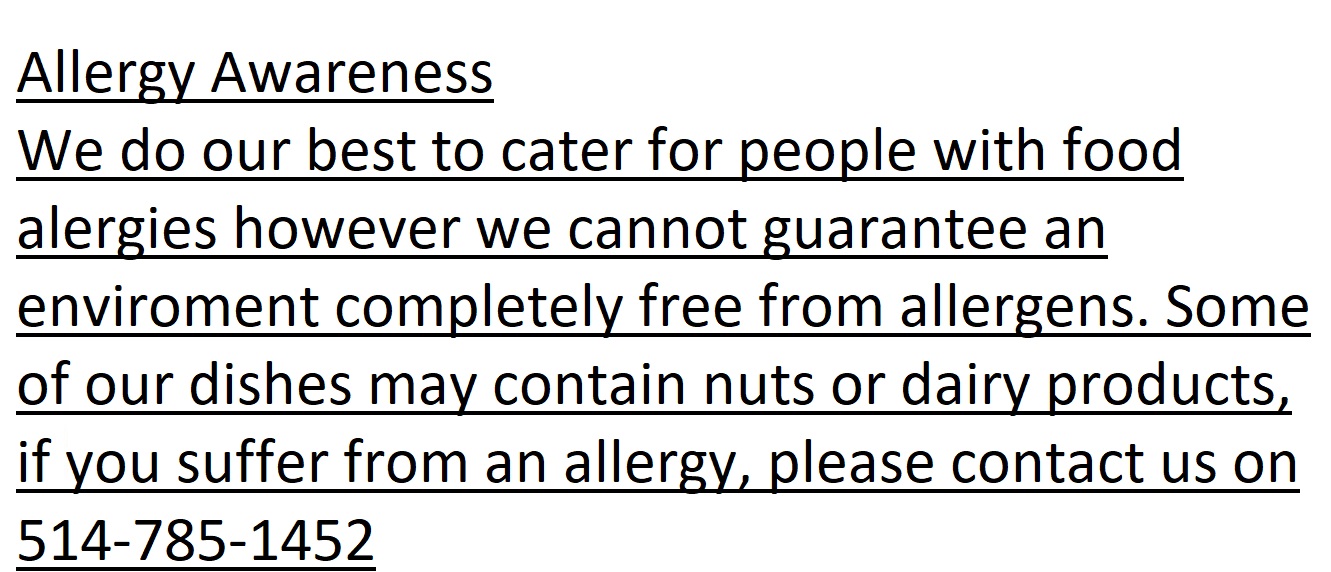 Allergy Awareness
We do our best to cater for people with food
alergies however we cannot guarantee an
enviroment completely free from allergens. Some
of our dishes may contain nuts or dairy products,
if you suffer from an allergy, please contact us on
514-785-1452